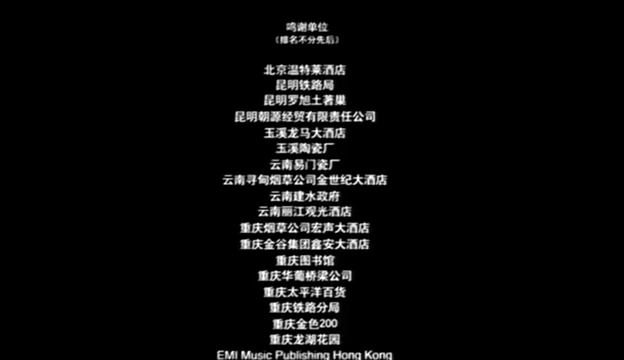 鸣谢单位
（排名不分先后）
北京温特莱酒店
昆明铁路局
昆明罗旭土著巢
昆明朝源经贸有限责任公司
玉溪龙马大酒店
玉溪陶瓷厂
云南易门瓷厂
云南寻甸烟草公司金世纪大酒店
云南建水政府
云南丽江观光酒店
重庆烟草公司宏声大酒店
重庆金谷集团鑫安大酒店
重庆图书馆
重庆华葡桥梁公司
重庆太平洋百货
重庆铁路分局
重庆金色200
重庆龙湖花园
EMI Music Publishing Hong Kong